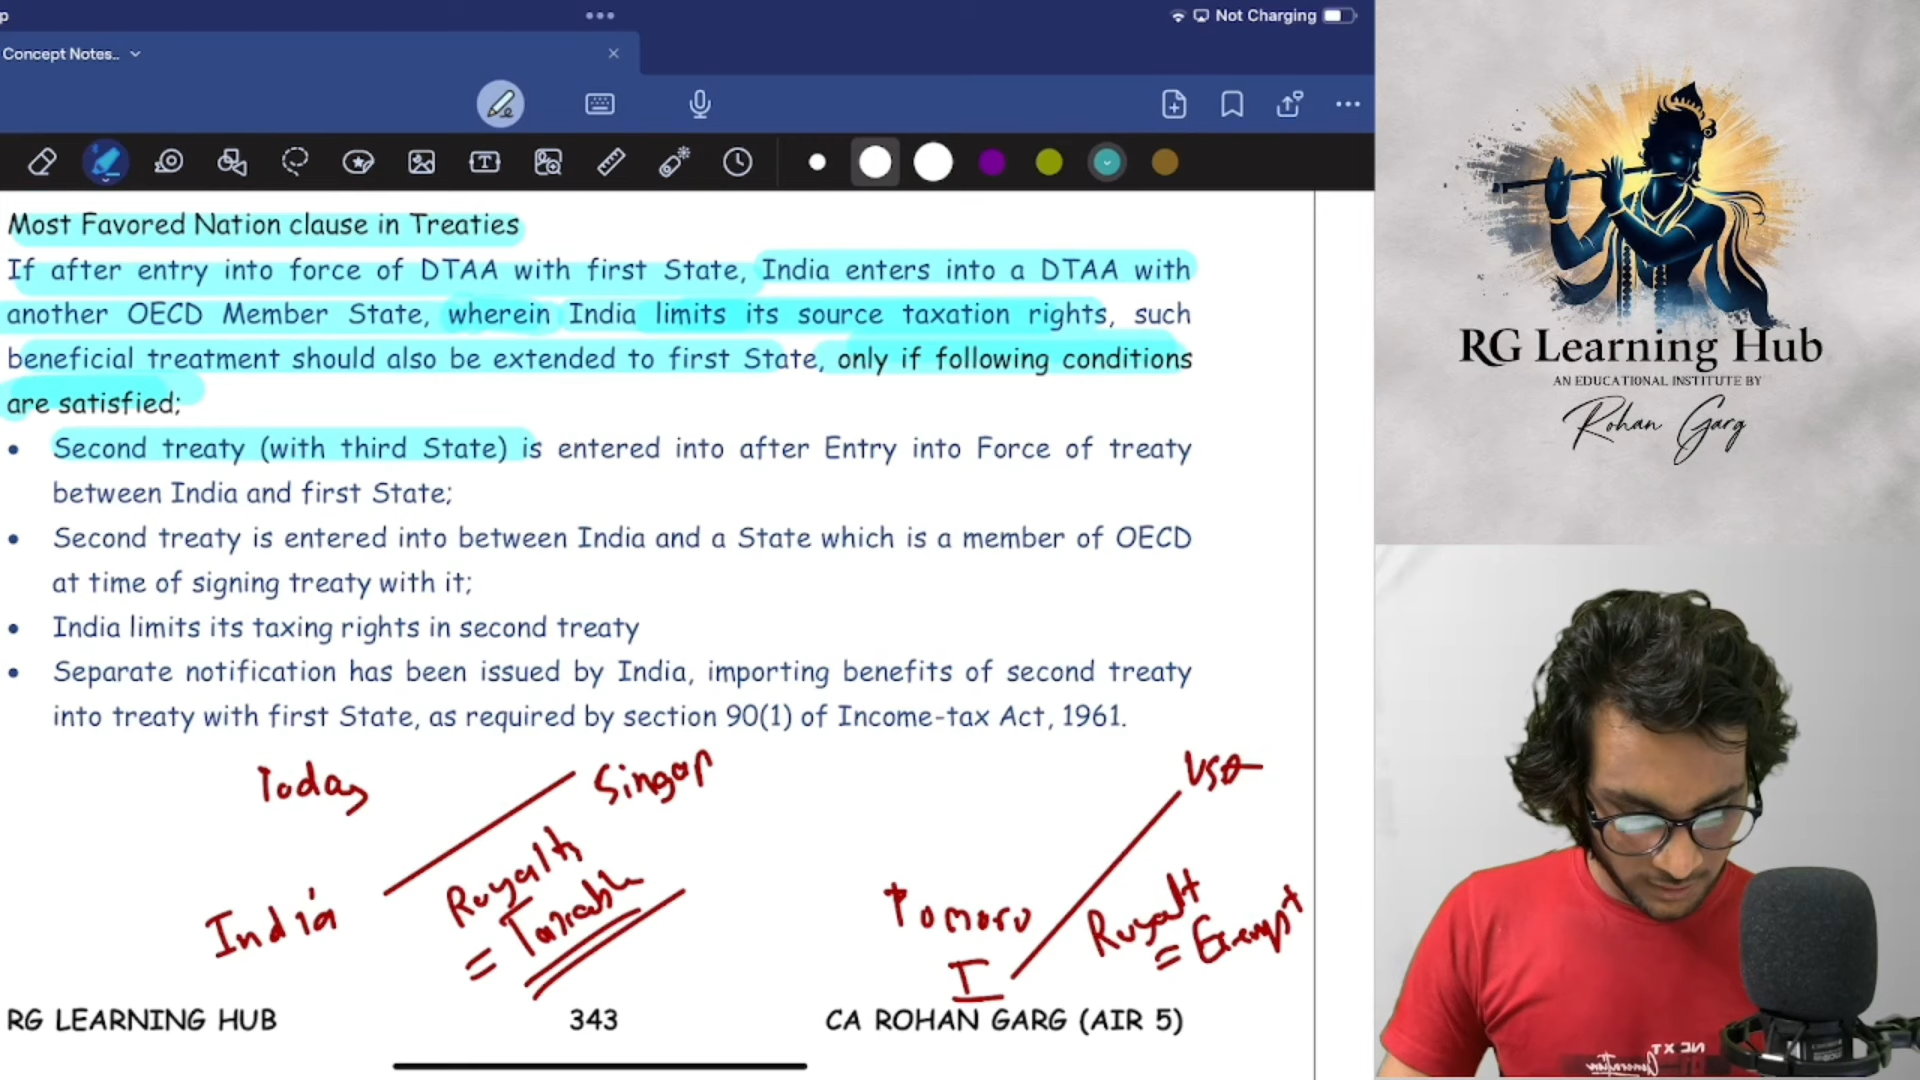 p
Not Charging
Concept Notes..
Most Favored Nation clause in Treaties
If after entry into force of DTAA with first State, India enters into a DTAA with
another OECD Member State, wherein India limits its source taxation rights, such
beneficial treatment should also be extended to first State, only if following conditions
are satisfied;
• Second treaty (with third State) is entered into after Entry into Force of treaty
between India and first State;
• Second treaty is entered into between India and a State which is a member of OECD
at time of signing treaty with it;
• India limits its taxing rights in second treaty
• Separate notification has been issued by India, importing benefits of second treaty
into treaty with first State, as required by section 90(1) of Income-tax Act, 1961.
Today
Singap
India
Royalty
= Taxable
USA
Tomoro
I
Royalt
= Exempt
RG LEARNING HUB
343
CA ROHAN GARG (AIR 5)
RG Learning Hub
AN EDUCATIONAL INSTITUTE BY
Rohan Garg